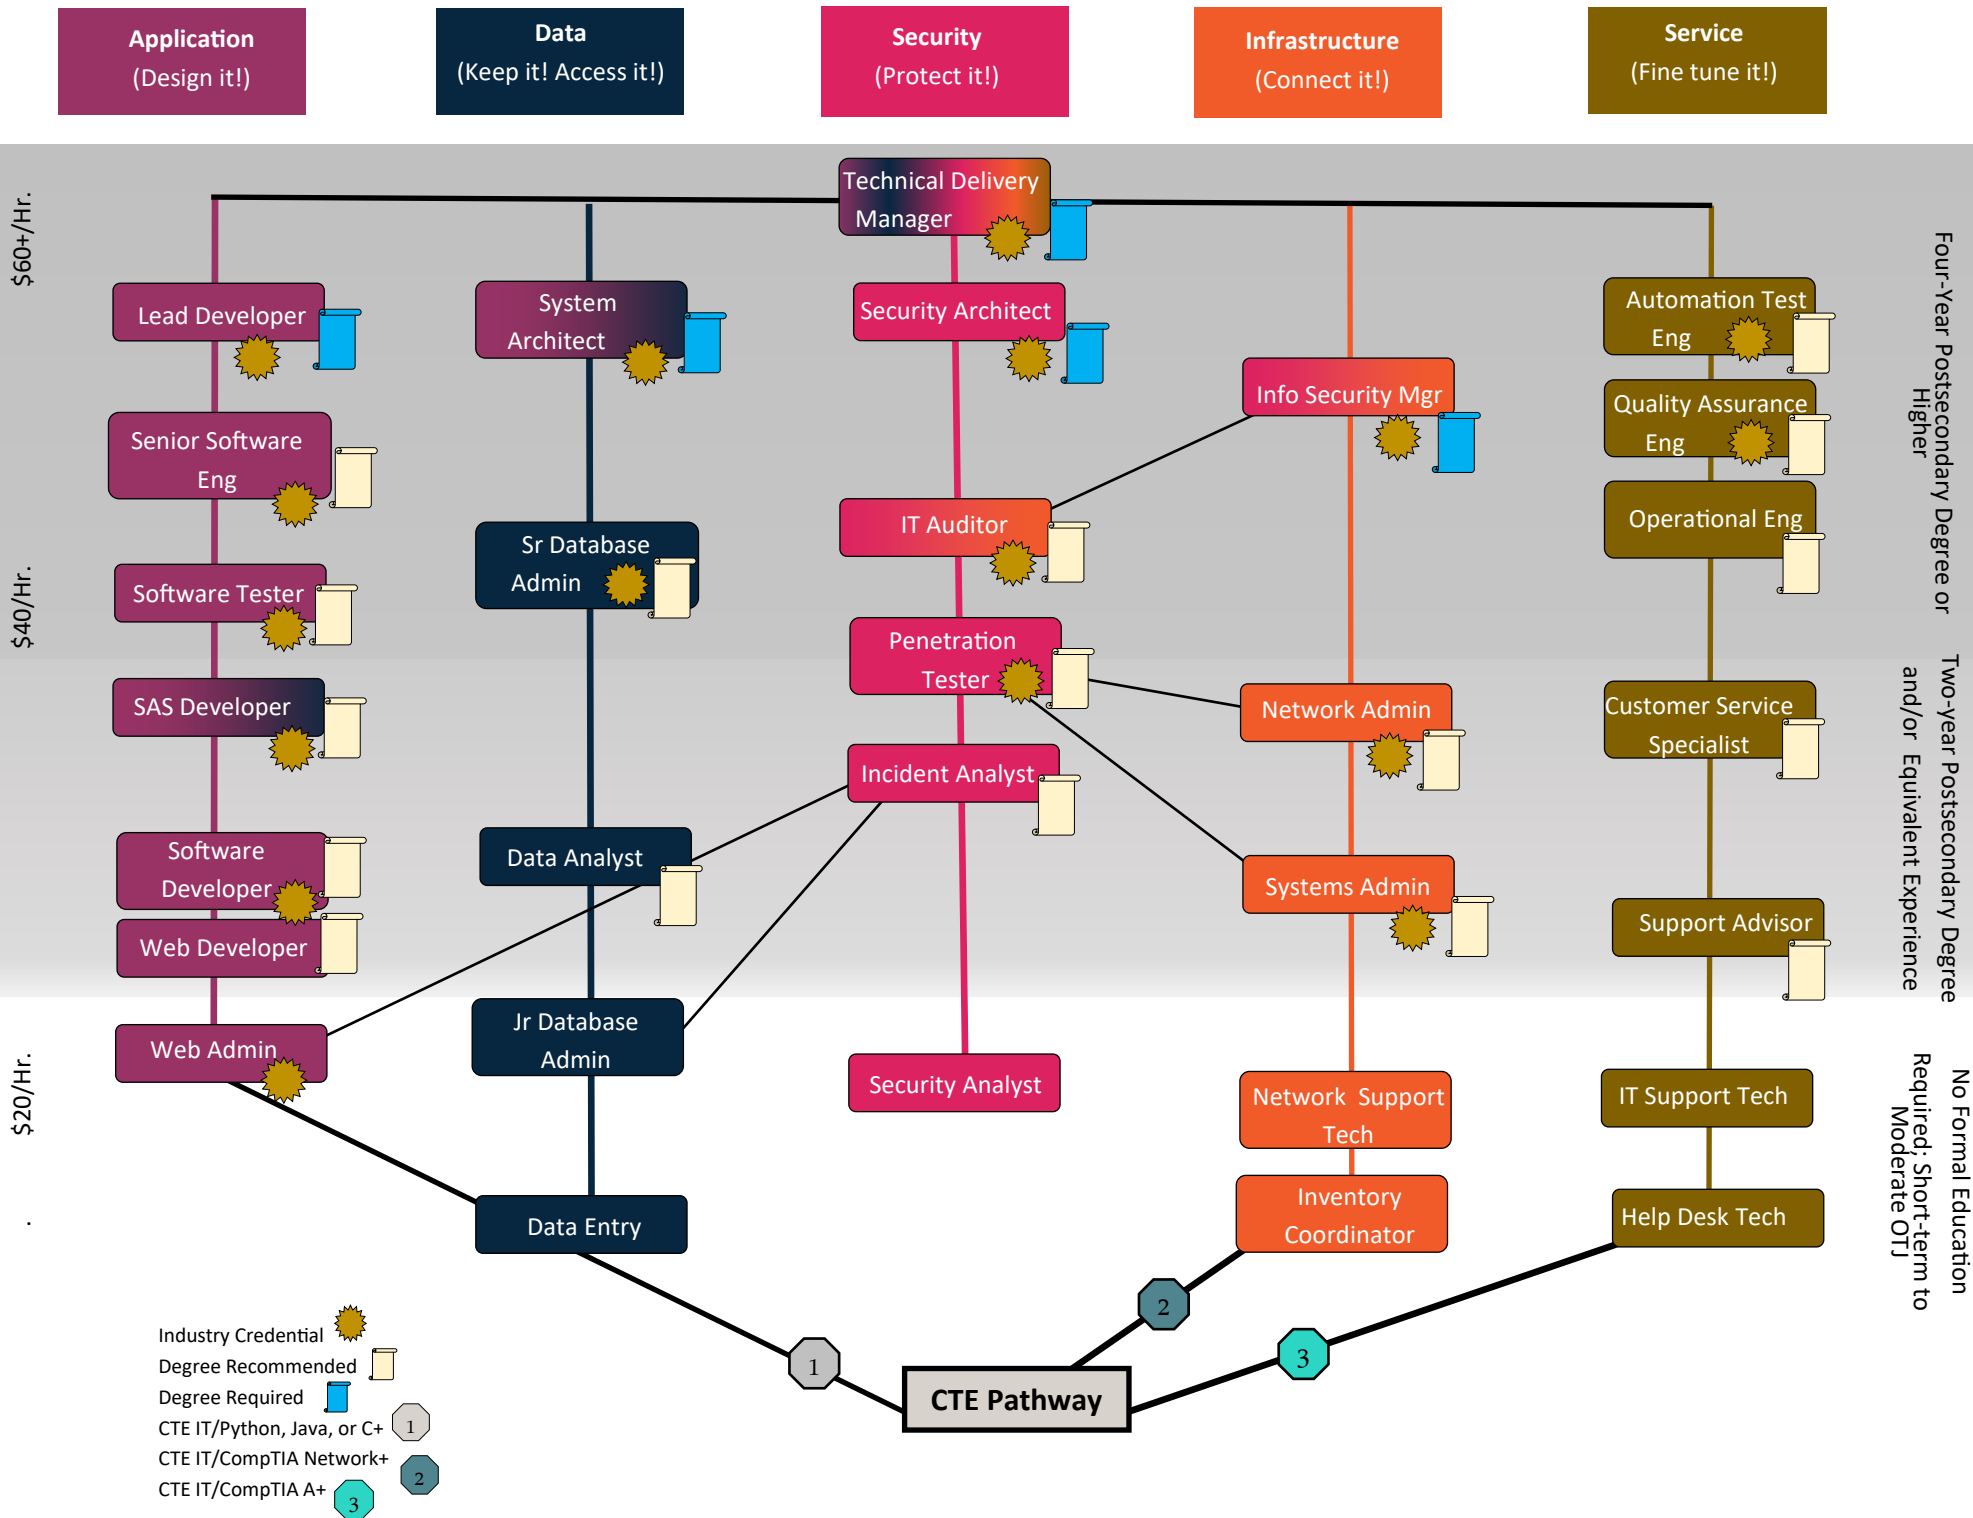 Application
(Design it!)
Data
(Keep it! Access it!)
Security
(Protect it!)
Infrastructure
(Connect it!)
Service
(Fine tune it!)
$60+/Hr.
$40/Hr.
$20/Hr.
.
Technical Delivery
Manager
Lead Developer
Senior Software
Eng
Software Tester
SAS Developer
Software
Developer
Web Developer
Web Admin
System
Architect
Sr Database
Admin
Data Analyst
Jr Database
Admin
Data Entry
Security Architect
IT Auditor
Penetration
Tester
Incident Analyst
Security Analyst
Info Security Mgr
Network Admin
Systems Admin
Network Support
Tech
Inventory
Coordinator
Automation Test
Eng
Quality Assurance
Eng
Operational Eng
Customer Service
Specialist
Support Advisor
IT Support Tech
Help Desk Tech
Four-Year Postsecondary Degree or
Higher
Two-year Postsecondary Degree
and/or Equivalent Experience
No Formal Education
Required; Short-term to
Moderate OTJ
1
2
3
CTE Pathway
Industry Credential
Degree Recommended
Degree Required
CTE IT/Python, Java, or C+ 1
CTE IT/CompTIA Network+ 2
CTE IT/CompTIA A+ 3